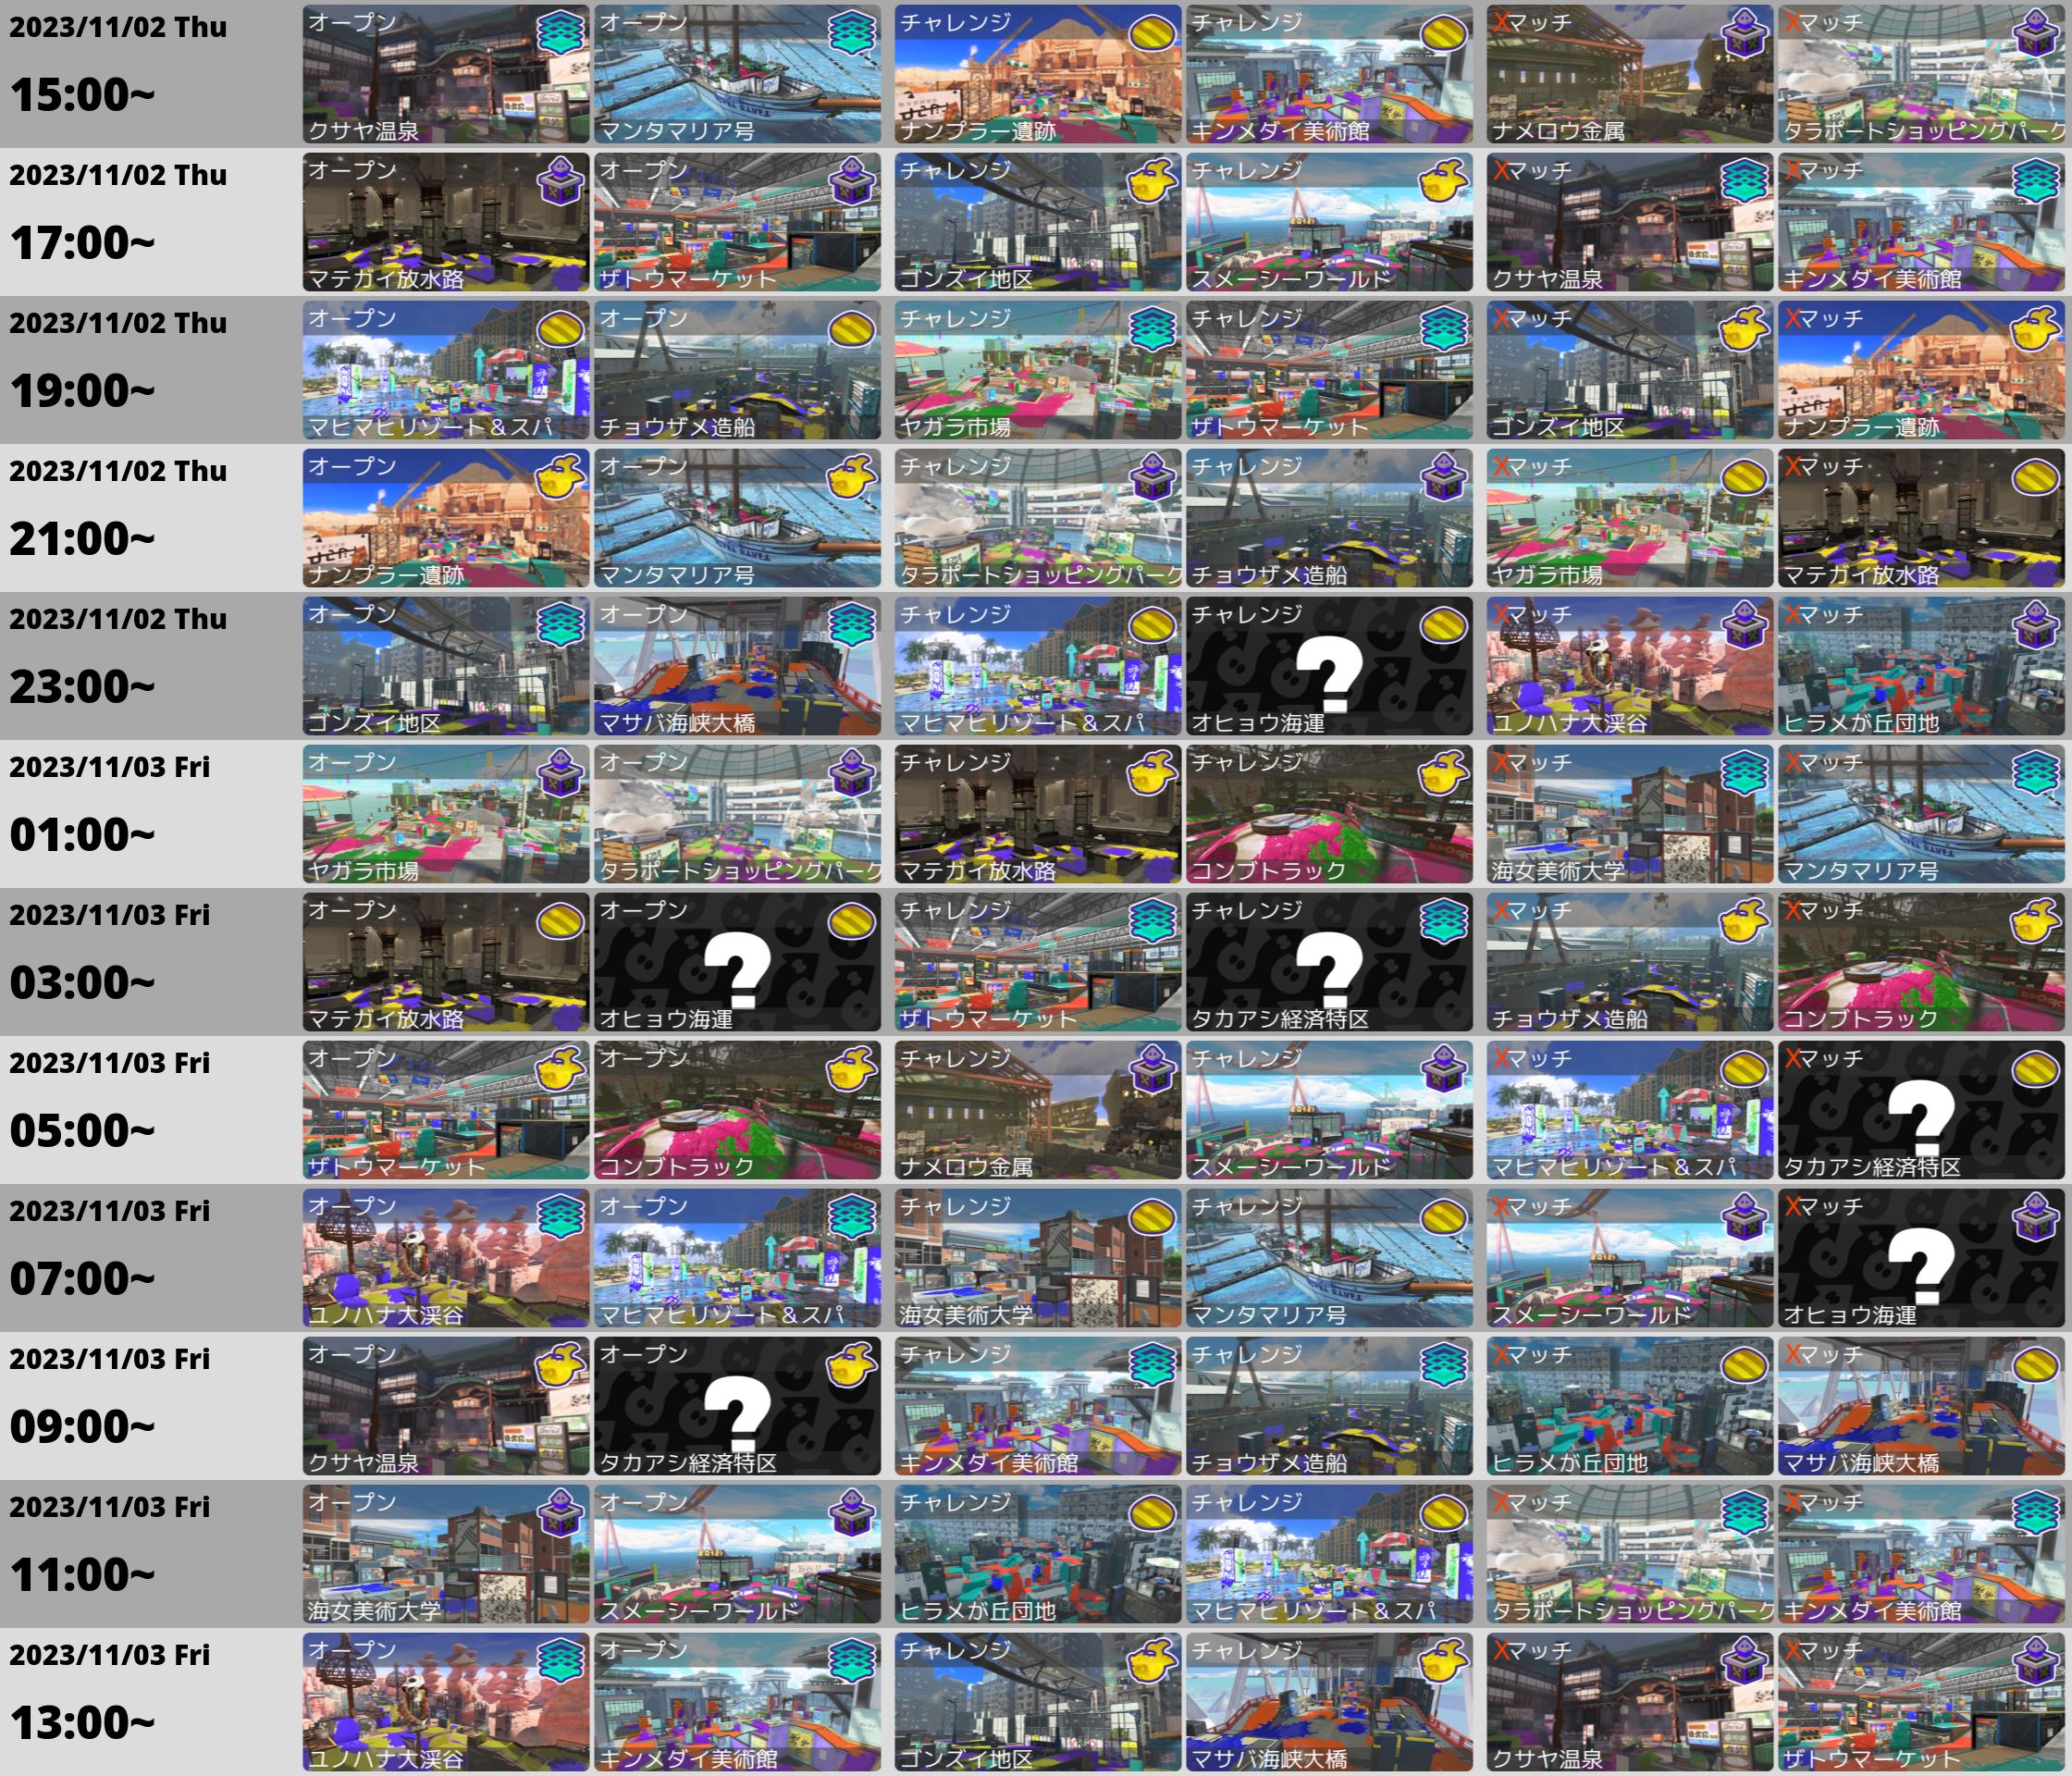 2023/11/02 Thu
15:00~
オープン
クサヤ温泉
オープン
マンタマリア号
チャレンジ
ナンプラー遺跡
チャレンジ
キンメダイ美術館
Xマッチ
ナメロウ金属
Xマッチ
タラポートショッピングパーク
2023/11/02 Thu
17:00~
オープン
マテガイ放水路
オープン
ザトウマーケット
チャレンジ
ゴンズイ地区
チャレンジ
スメーシーワールド
Xマッチ
クサヤ温泉
Xマッチ
キンメダイ美術館
2023/11/02 Thu
19:00~
オープン
マヒマヒリゾート＆スパ
オープン
チョウザメ造船
チャレンジ
ヤガラ市場
チャレンジ
ザトウマーケット
Xマッチ
ゴンズイ地区
Xマッチ
ナンプラー遺跡
2023/11/02 Thu
21:00~
オープン
ナンプラー遺跡
オープン
マンタマリア号
チャレンジ
タラポートショッピングパーク
チャレンジ
チョウザメ造船
Xマッチ
ヤガラ市場
Xマッチ
マテガイ放水路
2023/11/02 Thu
23:00~
オープン
ゴンズイ地区
オープン
マサバ海峡大橋
チャレンジ
マヒマヒリゾート＆スパ
チャレンジ
?
オヒョウ海運
Xマッチ
ユノハナ大渓谷
Xマッチ
ヒラメが丘団地
2023/11/03 Fri
01:00~
オープン
ヤガラ市場
オープン
タラポートショッピングパーク
チャレンジ
マテガイ放水路
チャレンジ
コンブトラック
Xマッチ
海女美術大学
Xマッチ
マンタマリア号
2023/11/03 Fri
03:00~
オープン
マテガイ放水路
オープン
?
オヒョウ海運
チャレンジ
ザトウマーケット
チャレンジ
?
タカアシ経済特区
Xマッチ
チョウザメ造船
Xマッチ
コンブトラック
2023/11/03 Fri
05:00~
オープン
ザトウマーケット
オープン
コンブトラック
チャレンジ
ナメロウ金属
チャレンジ
スメーシーワールド
Xマッチ
マヒマヒリゾート＆スパ
Xマッチ
?
タカアシ経済特区
2023/11/03 Fri
07:00~
オープン
ユノハナ大渓谷
オープン
マヒマヒリゾート＆スパ
チャレンジ
海女美術大学
チャレンジ
マンタマリア号
Xマッチ
スメーシーワールド
Xマッチ
?
オヒョウ海運
2023/11/03 Fri
09:00~
オープン
クサヤ温泉
オープン
?
タカアシ経済特区
チャレンジ
キンメダイ美術館
チャレンジ
チョウザメ造船
Xマッチ
ヒラメが丘団地
Xマッチ
マサバ海峡大橋
2023/11/03 Fri
11:00~
オープン
海女美術大学
オープン
スメーシーワールド
チャレンジ
ヒラメが丘団地
チャレンジ
マヒマヒリゾート＆スパ
Xマッチ
タラポートショッピングパーク
Xマッチ
キンメダイ美術館
2023/11/03 Fri
13:00~
オープン
ユノハナ大渓谷
オープン
キンメダイ美術館
チャレンジ
ゴンズイ地区
チャレンジ
マサバ海峡大橋
Xマッチ
クサヤ温泉
Xマッチ
ザトウマーケット